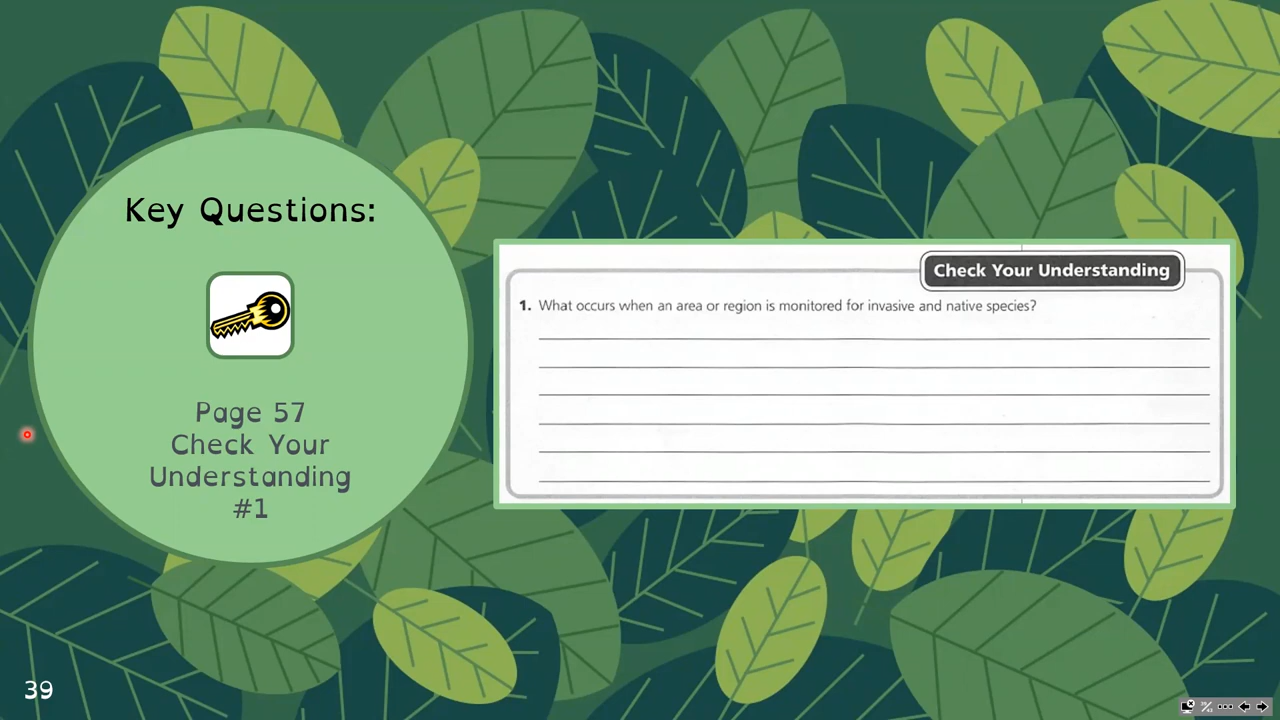 Key Questions:
Page 57
Check Your
Understanding
#1
Check Your Understanding
1. What occurs when an area or region is monitored for invasive and native species?
39